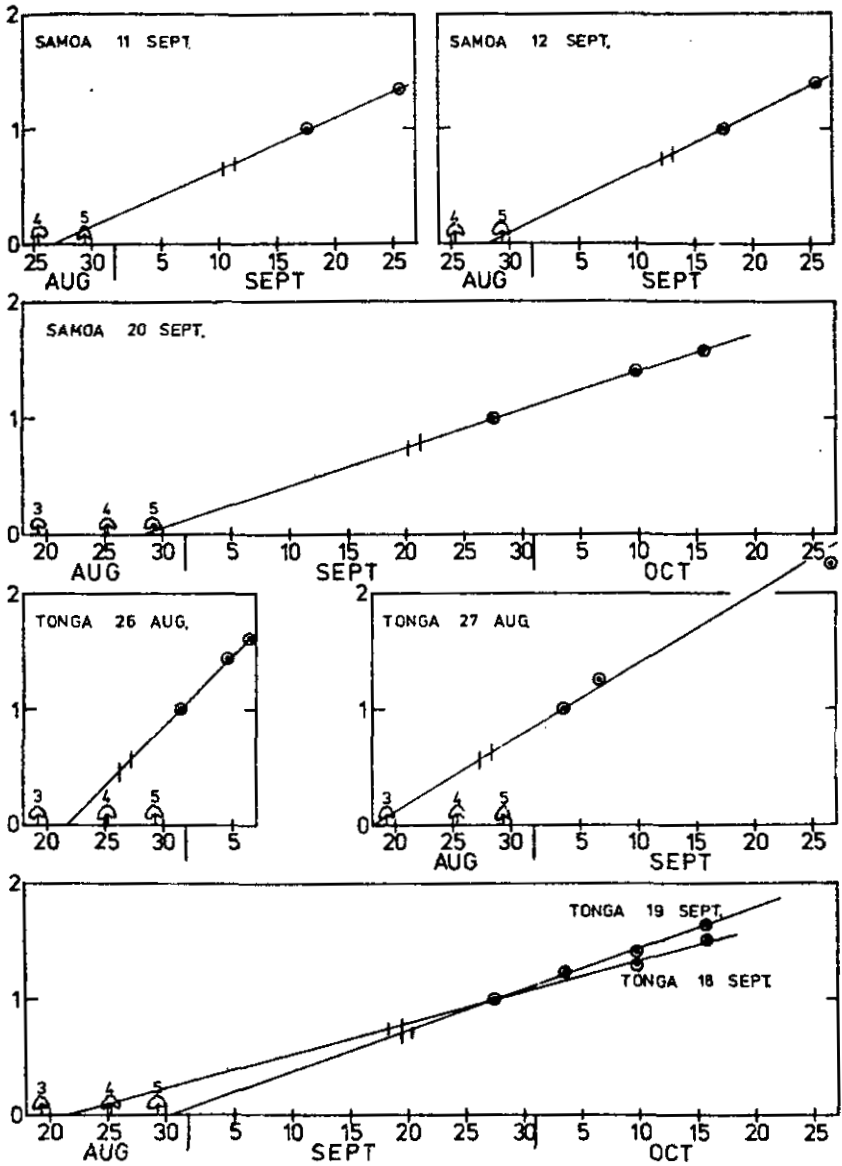 2
SAMOA 11 SEPT.
SAMOA 12 SEPT.
1
4 5
4 5
0
25 30 5 10 15 20 25
25 30 5 10 15 20 25
AUG SEPT
AUG SEPT
2
SAMOA 20 SEPT.
1
3 4 5
0
20 25 30 5 10 15 20 25 30 5 10 15 20 25
AUG SEPT OCT
2
TONGA 26 AUG.
2
TONGA 27 AUG
1
1
3 4 5
3 4 5
0
0
20 25 30 5
20 25 30 5 10 15 20 25
AUG SEPT
2
TONGA 19 SEPT.
TONGA 18 SEPT.
1
3 4 5
0
20 25 30 5 10 15 20 25 30 5 10 15 20 25
AUG SEPT OCT